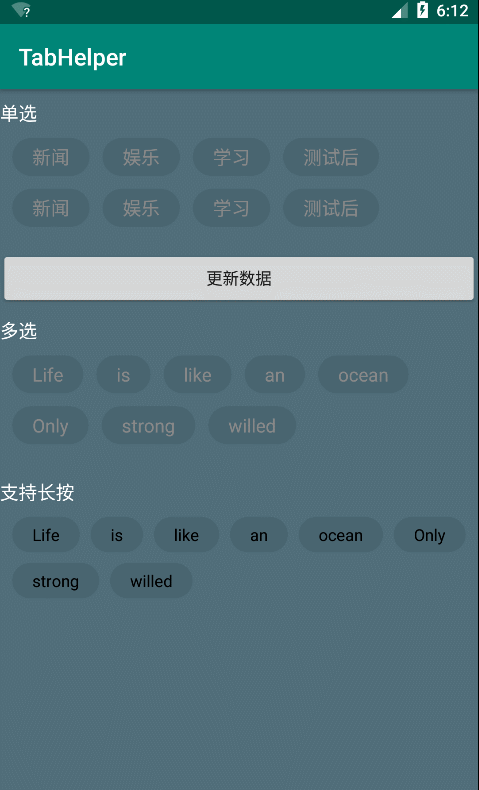 6:12
TabHelper
单选
新闻 娱乐 学习 测试后
新闻 娱乐 学习 测试后
更新数据
多选
Life is like an ocean
Only strong willed
支持长按
Life is like an ocean Only
strong willed